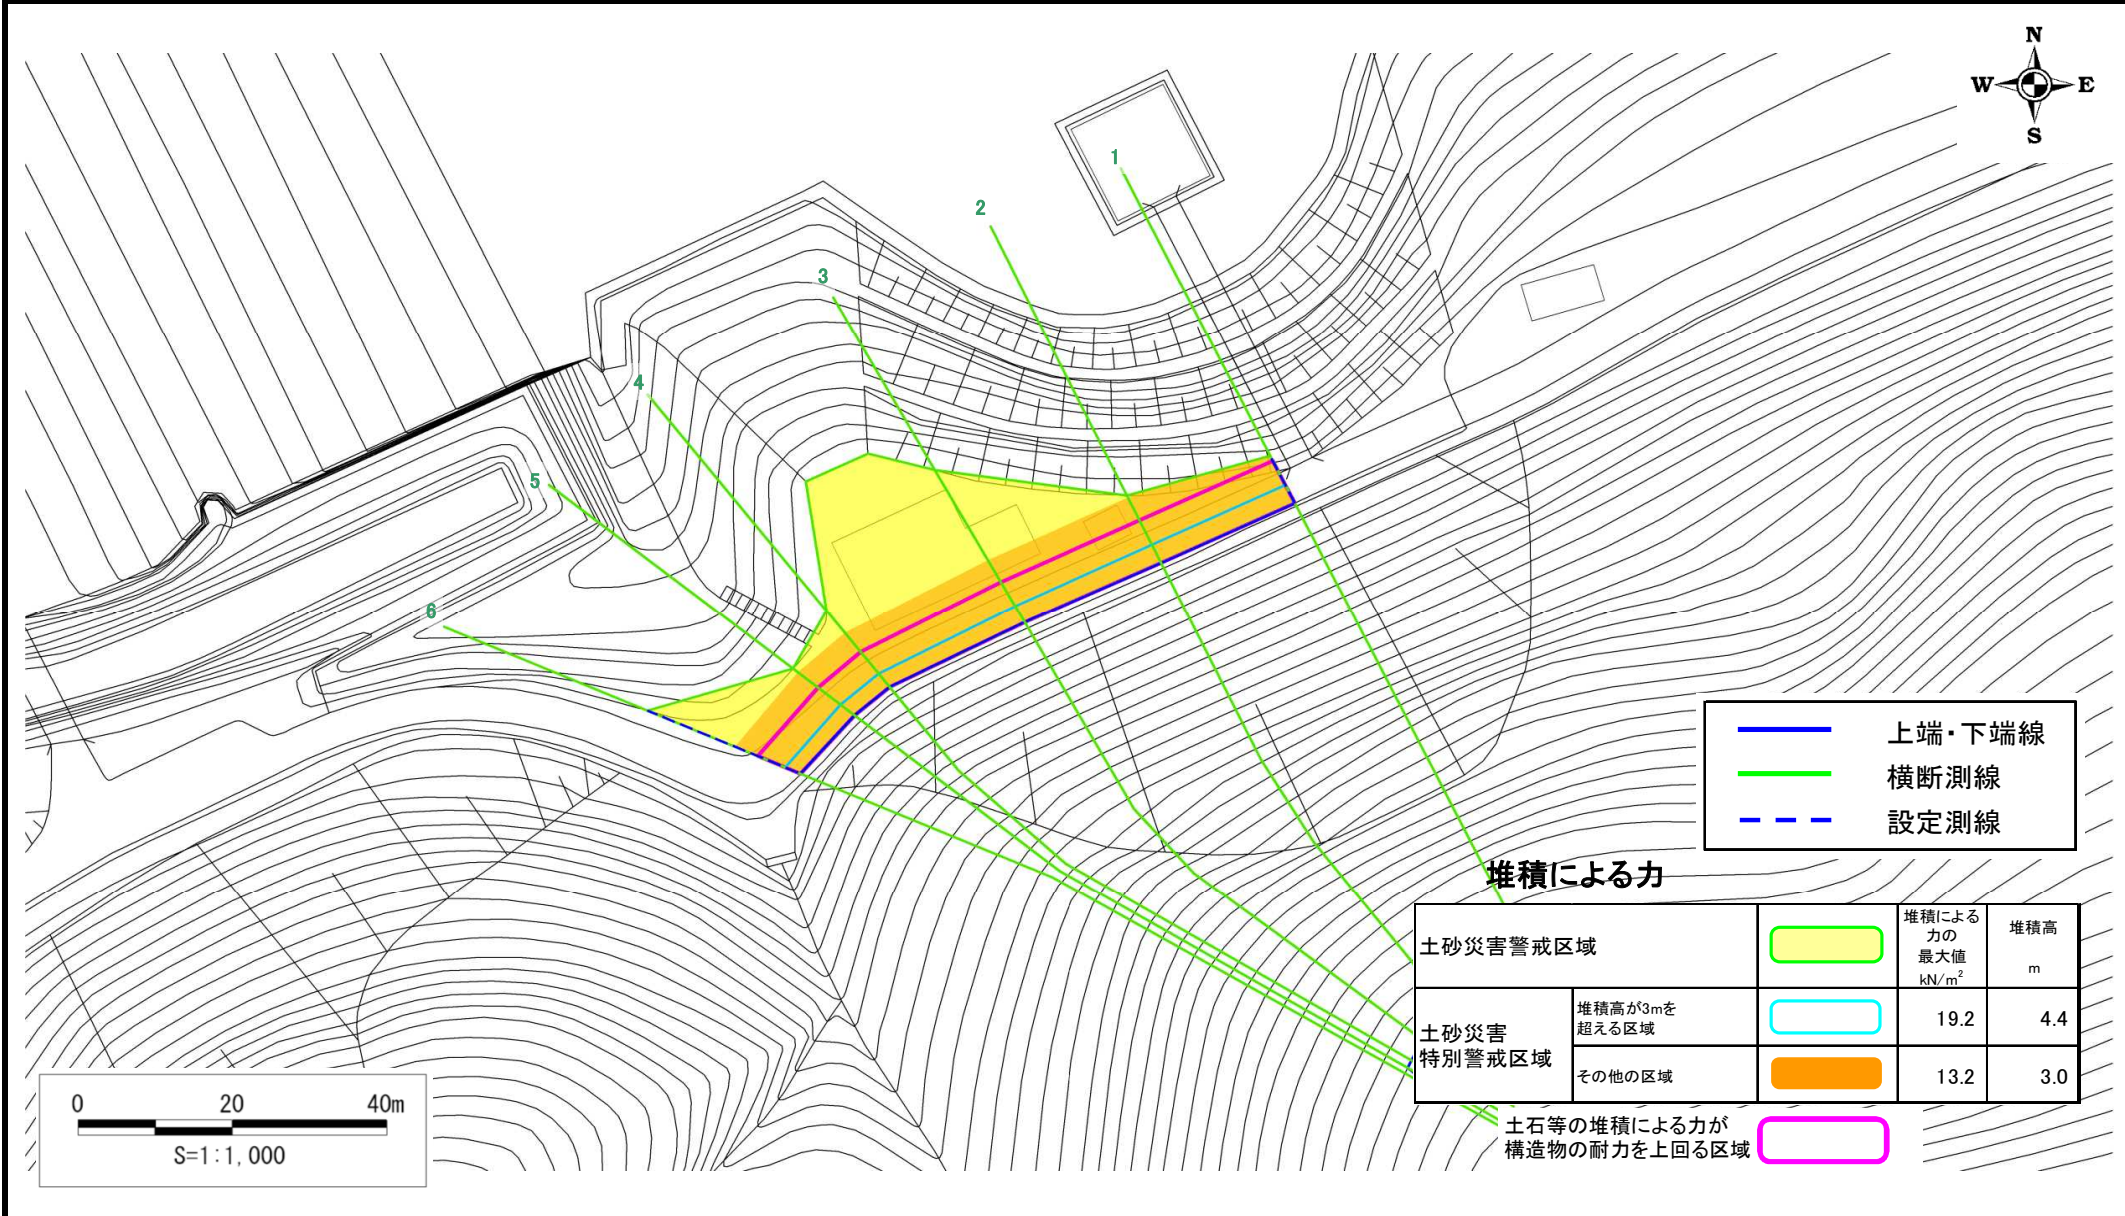 N
W E
S
1
2
3
4
5
6
上端・下端線
横断測線
設定測線
堆積による力
土砂災害警戒区域
堆積による
力の
最大値
kN/m²
堆積高
m
土砂災害
特別警戒区域
堆積高が3mを
超える区域
19.2
4.4
その他の区域
13.2
3.0
土石等の堆積による力が
構造物の耐力を上回る区域
0 20 40m
S=1:1,000